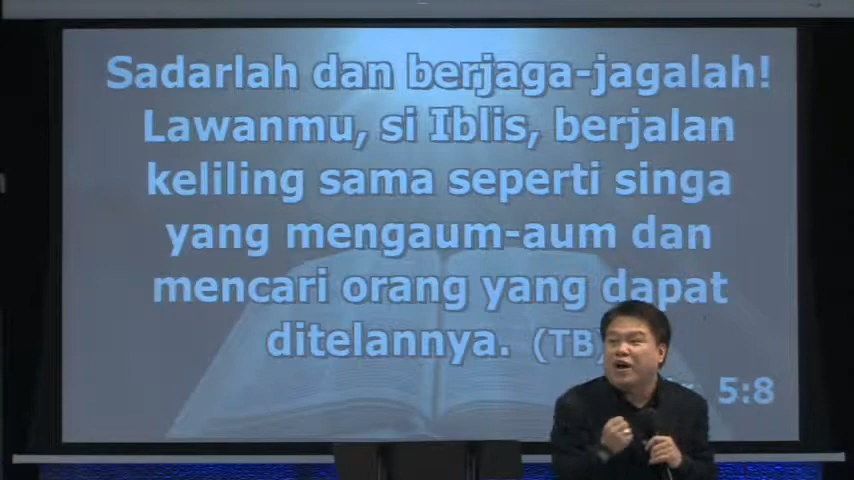 Sadarlah dan berjaga-jagalah!
Lawanmu, si Iblis, berjalan
keliling sama seperti singa
yang mengaum-aum dan
mencari orang yang dapat
ditelannya. (TB)
5:8